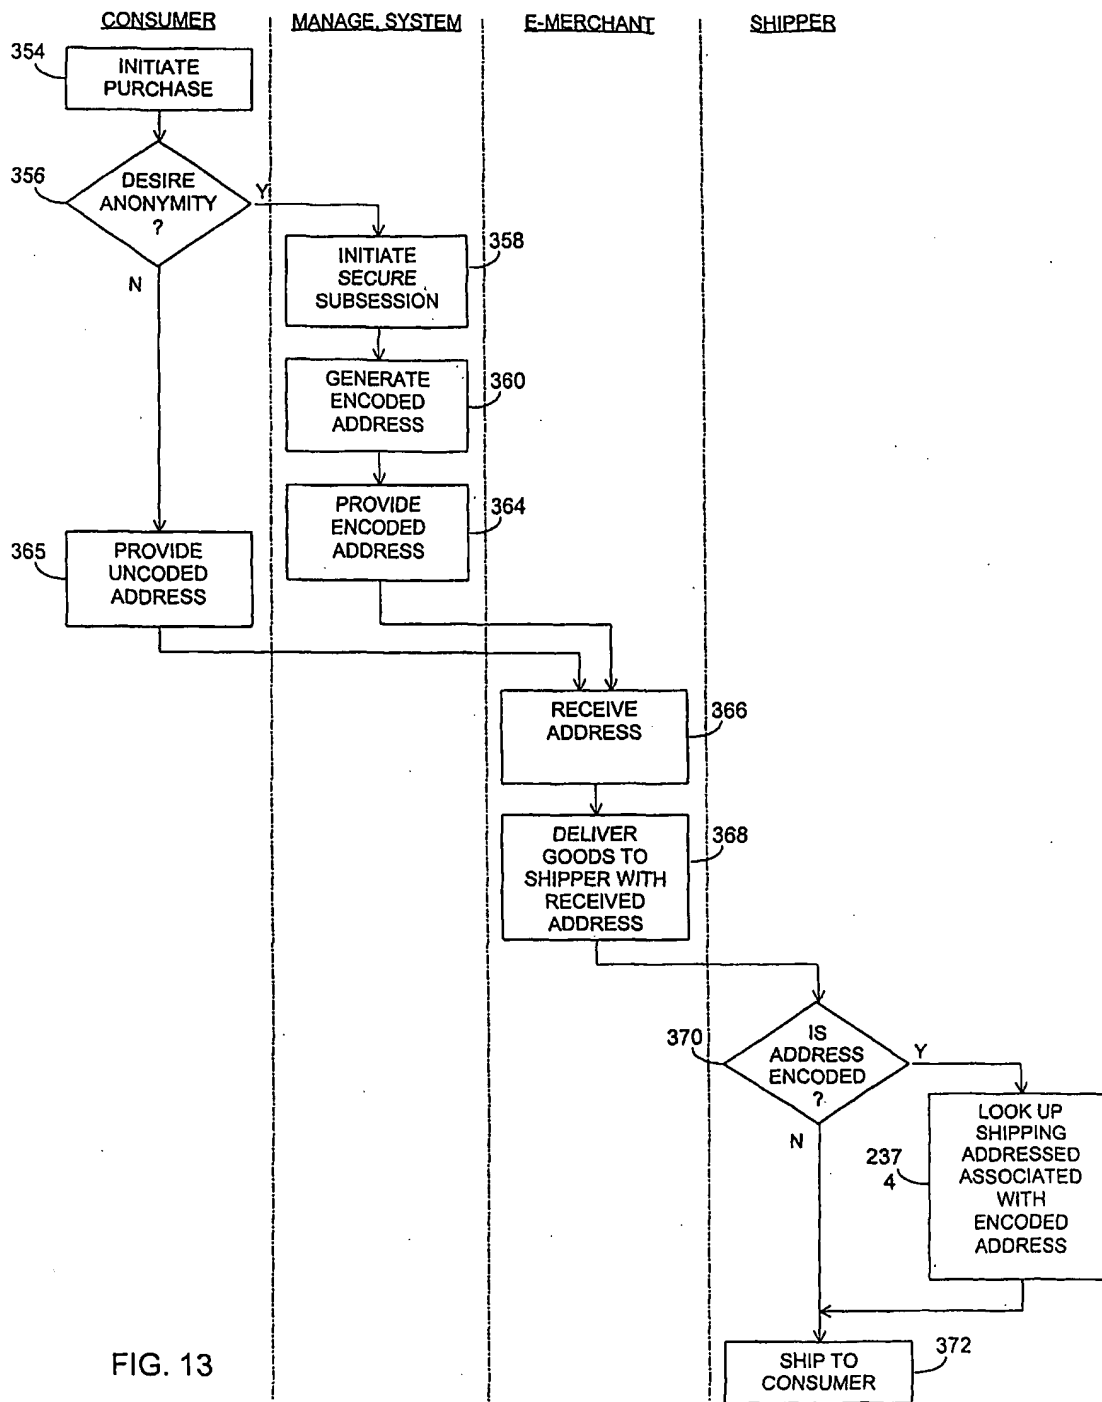 CONSUMER
MANAGE. SYSTEM
E-MERCHANT
SHIPPER
354
INITIATE
PURCHASE
356
DESIRE
ANONYMITY
?
Y
N
358
INITIATE
SECURE
SUBSESSION
GENERATE
ENCODED
ADDRESS
360
PROVIDE
ENCODED
ADDRESS
364
365
PROVIDE
UNCODED
ADDRESS
RECEIVE
ADDRESS
366
DELIVER
GOODS TO
SHIPPER WITH
RECEIVED
ADDRESS
368
370
IS
ADDRESS
ENCODED
?
Y
N
LOOK UP
SHIPPING
ADDRESSED
ASSOCIATED
WITH
ENCODED
ADDRESS
237
4
SHIP TO
CONSUMER
372
FIG. 13